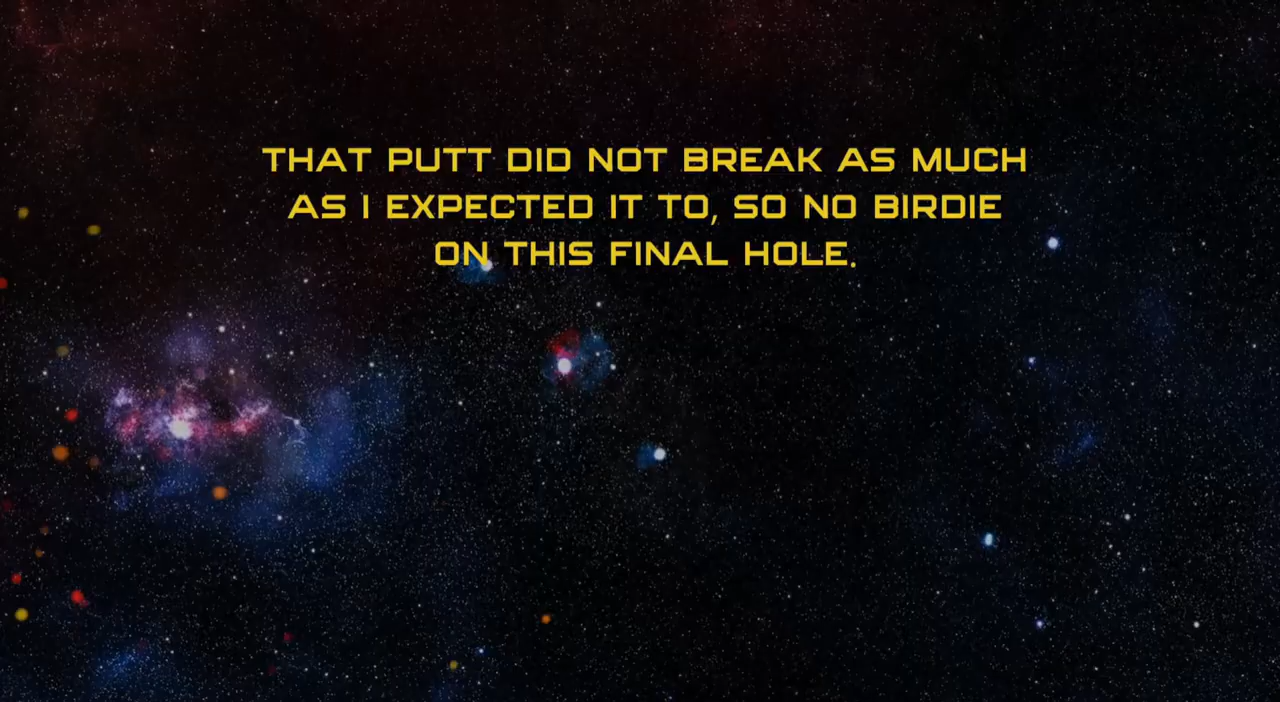 THAT PUTT DID NOT BREAK AS MUCH
AS I EXPECTED IT TO, SO NO BIRDIE
ON THIS FINAL HOLE.